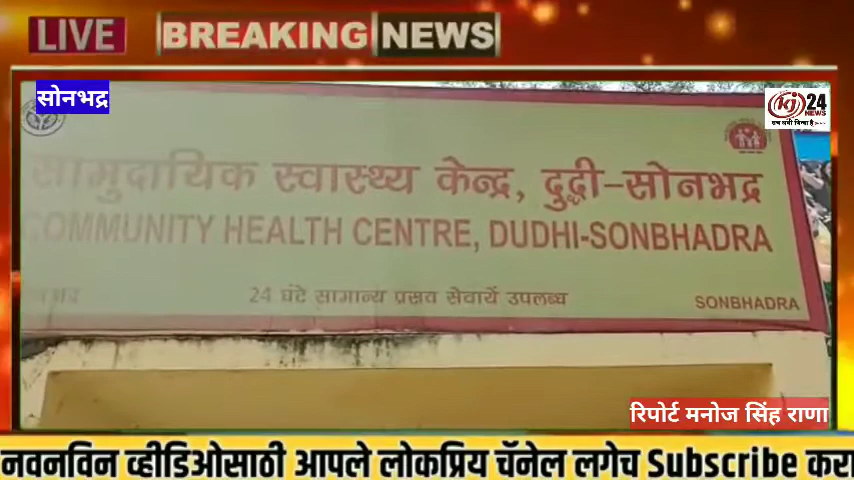 LIVE BREAKING NEWS
सोनभद्र
kj 24
NEWS
सामुदायिक स्वास्थ्य केन्द्र, दुद्धी-सोनभद्र
COMMUNITY HEALTH CENTRE, DUDHI-SONBHADRA
24 घंटे सामान्य प्रसव सेवायें उपलब्ध
SONBHADRA
रिपोर्ट मनोज सिंह राणा
नवनविन व्हीडिओसाठी आपले लोकप्रिय चॅनेल लगेच Subscribe करा